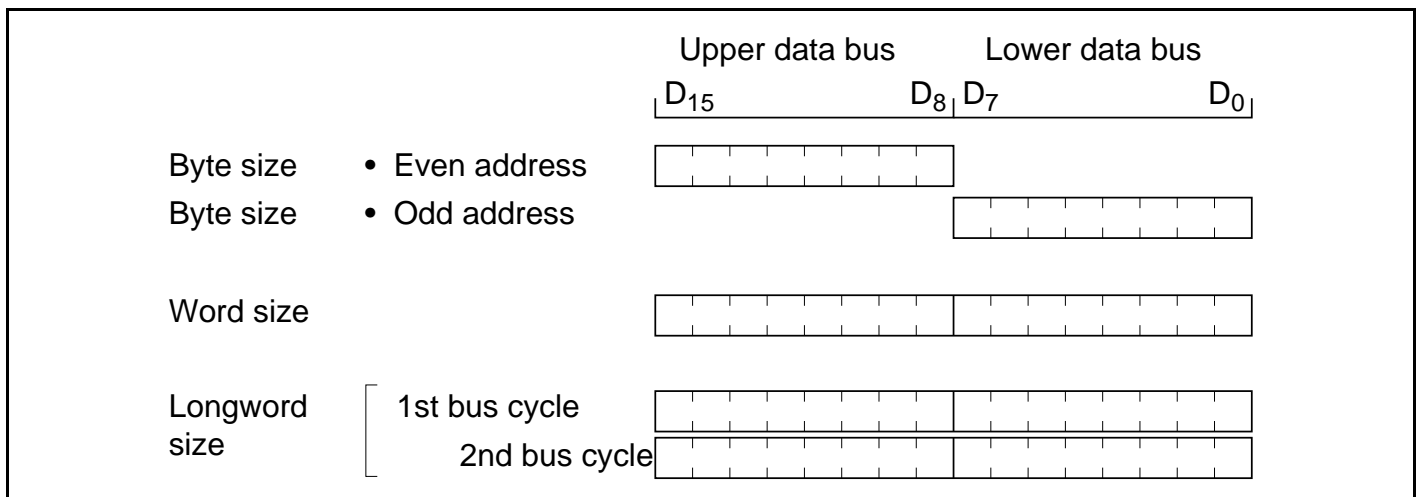 Upper data bus Lower data bus
D15 D8 D7 D0
Byte size • Even address
Byte size • Odd address
Word size
Longword size 1st bus cycle
2nd bus cycle